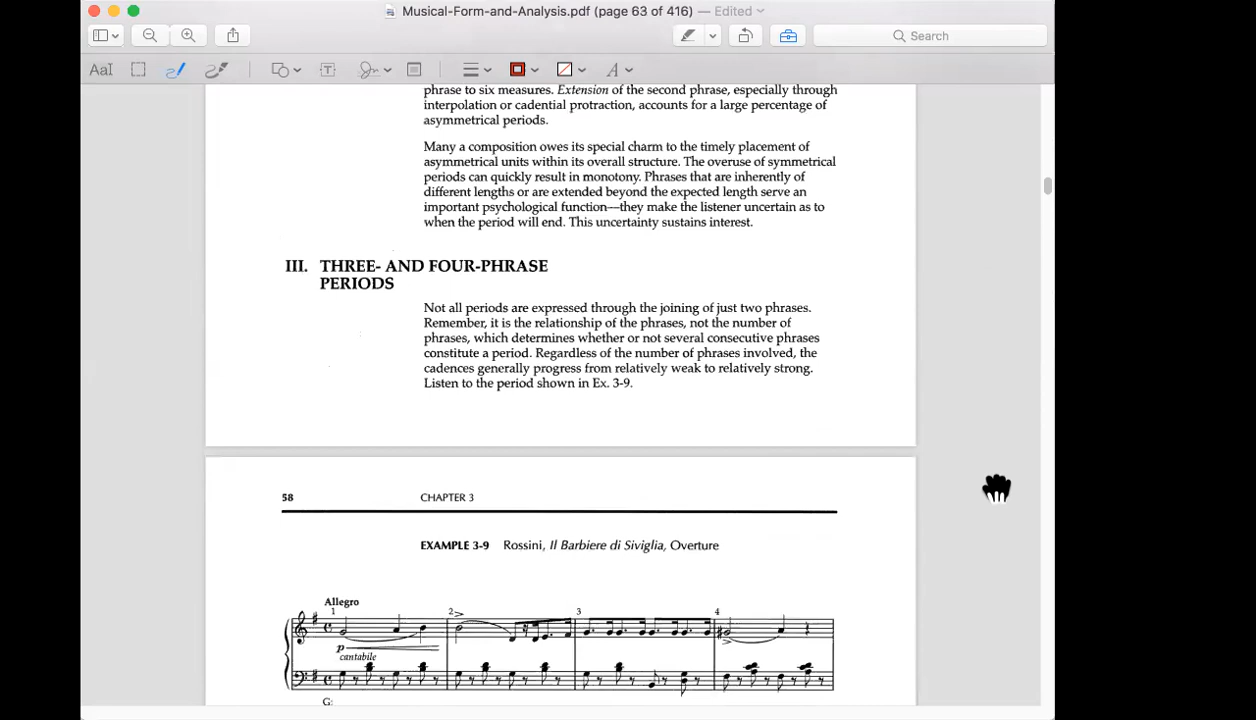 Musical-Form-and-Analysis.pdf (page 63 of 416) — Edited
Search
AaI
T
A
phrase to six measures. Extension of the second phrase, especially through
interpolation or cadential protraction, accounts for a large percentage of
asymmetrical periods.
Many a composition owes its special charm to the timely placement of
asymmetrical units within its overall structure. The overuse of symmetrical
periods can quickly result in monotony. Phrases that are inherently of
different lengths or are extended beyond the expected length serve an
important psychological function—they make the listener uncertain as to
when the period will end. This uncertainty sustains interest.
III. THREE- AND FOUR-PHRASE
PERIODS
Not all periods are expressed through the joining of just two phrases.
Remember, it is the relationship of the phrases, not the number of
phrases, which determines whether or not several consecutive phrases
constitute a period. Regardless of the number of phrases involved, the
cadences generally progress from relatively weak to relatively strong.
Listen to the period shown in Ex. 3-9.
58 CHAPTER 3
EXAMPLE 3-9 Rossini, Il Barbiere di Siviglia, Overture
Allegro
1 2 3 4
p
cantabile
G: